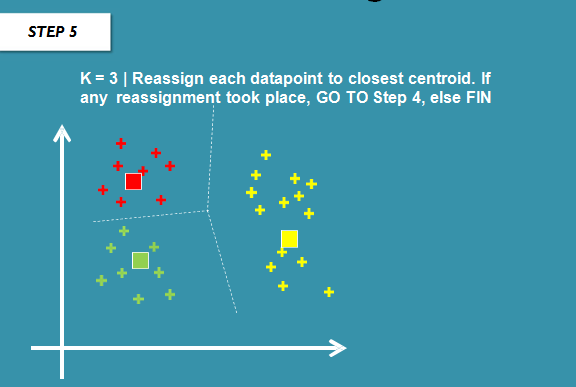 STEP 5
K = 3 | Reassign each datapoint to closest centroid. If
any reassignment took place, GO TO Step 4, else FIN